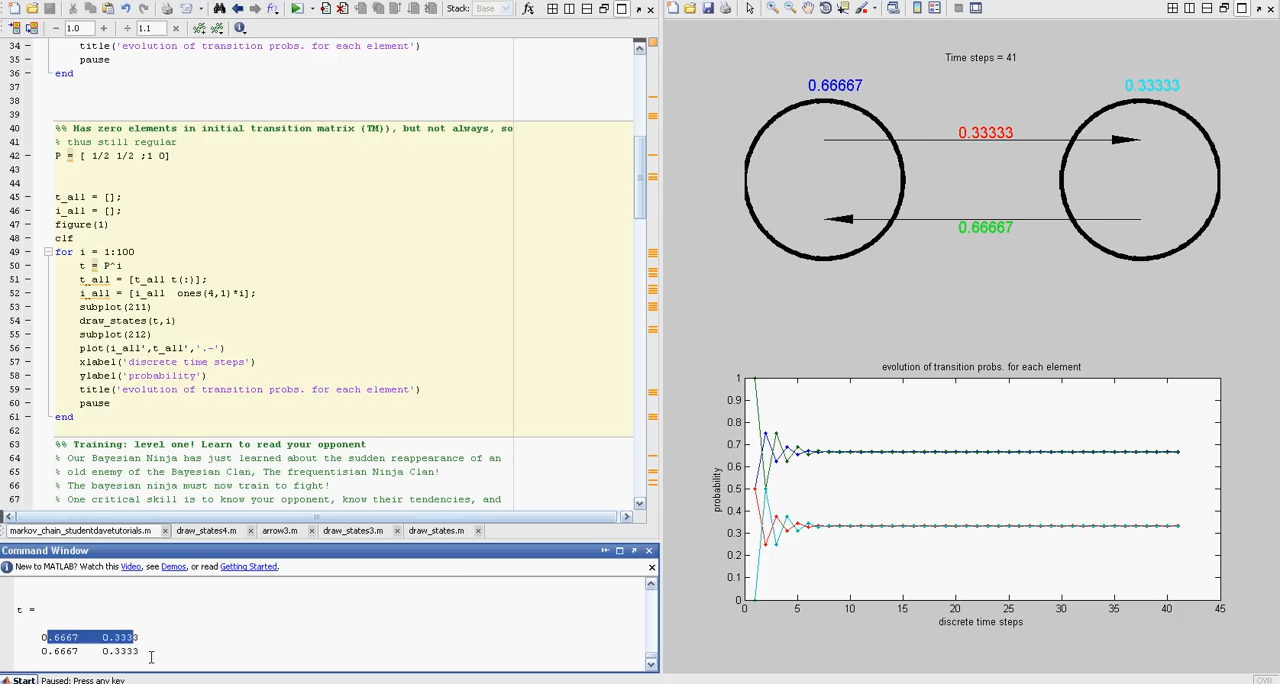 Stack: Base
1.0
1.1
34 title('evolution of transition probs. for each element')
35 pause
36 end
37
38
39
40 %% Has zero elements in initial transition matrix (TM)), but not always, so
41 % thus still regular
42 P = [ 1/2 1/2 ;1 0]
43
44
45 t_all = [];
46 i_all = [];
47 figure(1)
48 clf
49 for i = 1:100
50 t = P^i
51 t_all = [t_all t(:)];
52 i_all = [i_all ones(4,1)*i];
53 subplot(211)
54 draw_states(t,i)
55 subplot(212)
56 plot(i_all',t_all','.-')
57 xlabel('discrete time steps')
58 ylabel('probability')
59 title('evolution of transition probs. for each element')
60 pause
61 end
62
63 %% Training: level one! Learn to read your opponent
64 % Our Bayesian Ninja has just learned about the sudden reappearance of an
65 % old enemy of the Bayesian Clan, The frequentisian Ninja Clan!
66 % The bayesian ninja must now train to fight!
67 % One critical skill is to know your opponent, know their tendencies, and
markov_chain_studentdavetutorials.m
draw_states4.m
arrow3.m
draw_states3.m
draw_states.m
Command Window
New to MATLAB? Watch this Video, see Demos, or read Getting Started.
t =
0.6667 0.3333
0.6667 0.3333
Start Paused: Press any key
Time steps = 41
0.66667
0.33333
0.33333
0.66667
evolution of transition probs. for each element
1
0.9
0.8
0.7
0.6
0.5
0.4
0.3
0.2
0.1
0
probability
0 5 10 15 20 25 30 35 40 45
discrete time steps
OVR